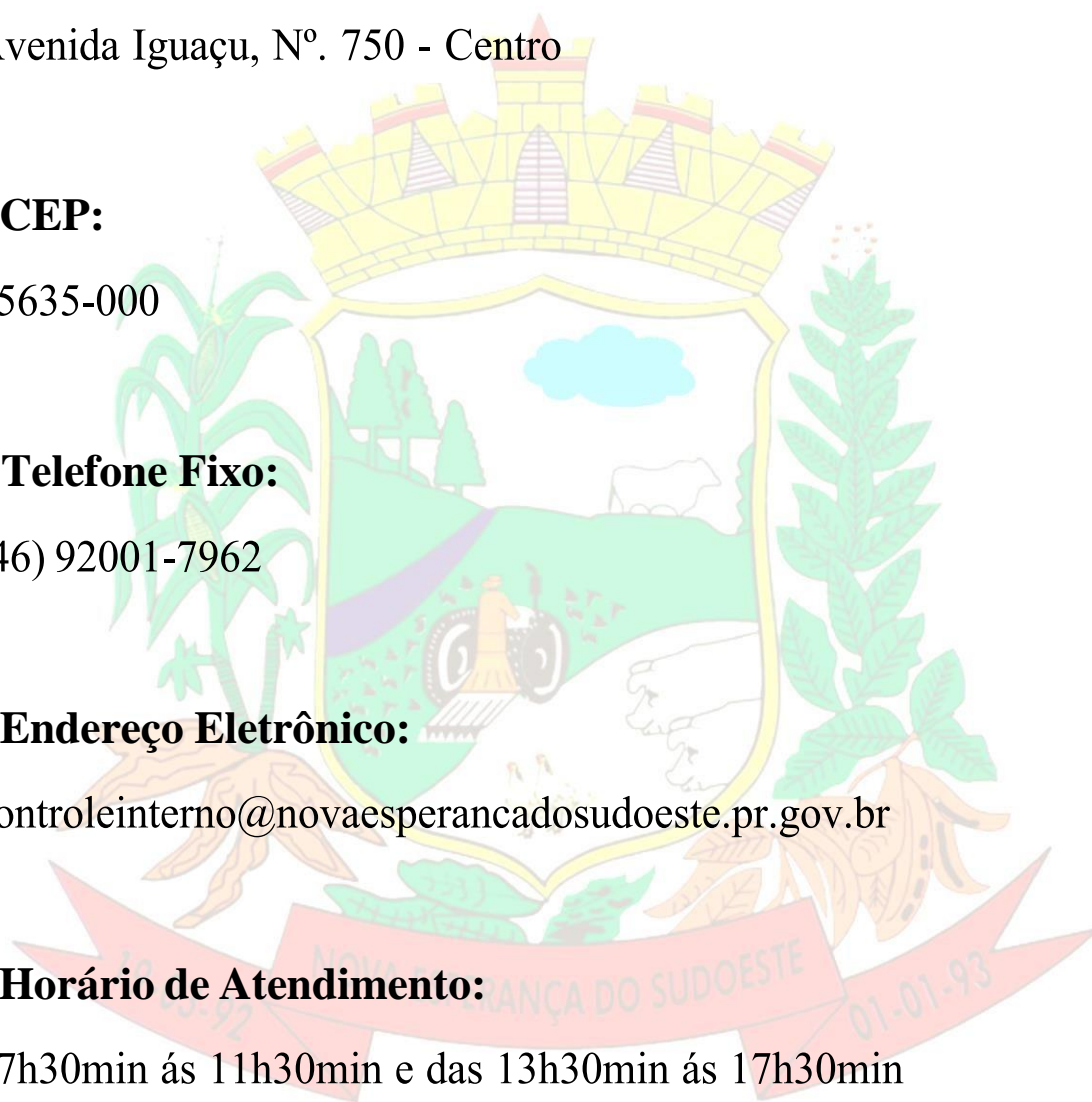 Avenida Iguaçu, Nº. 750 - Centro
CEP:
5635-000
Telefone Fixo:
46) 92001-7962
Endereço Eletrônico:
ontroleinterno@novaesperancadosudoeste.pr.gov.br
Horário de Atendimento:
7h30min ás 11h30min e das 13h30min ás 17h30min
NOVA ESPERANÇA DO SUDOESTE
01-01-93